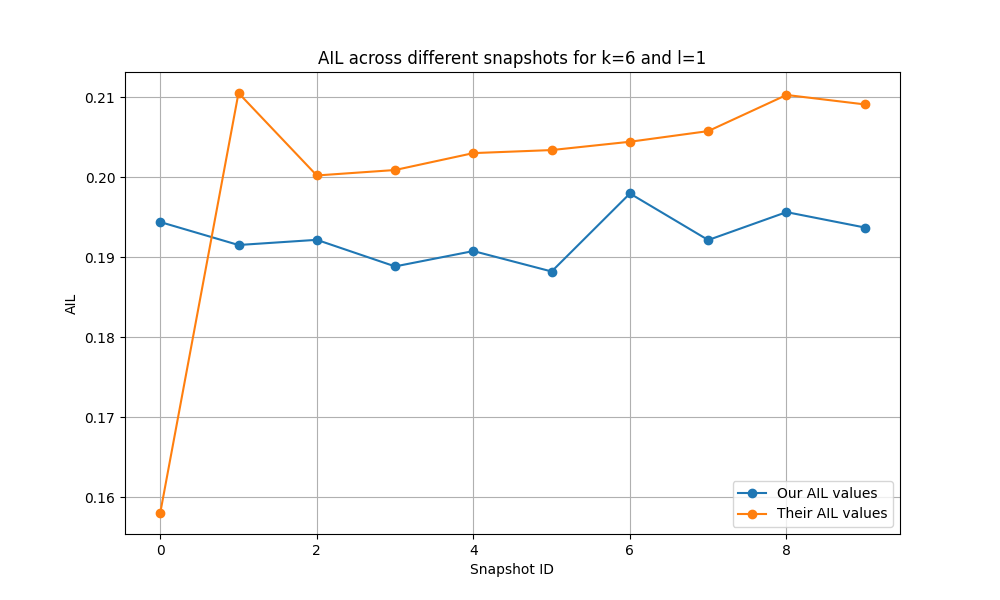 AIL across different snapshots for k=6 and l=1
0.21
0.20
0.19
0.18
0.17
0.16
AIL
0 2 4 6 8
Snapshot ID
Our AIL values
Their AIL values